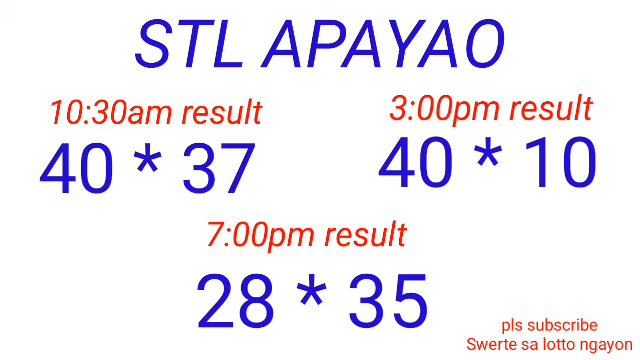 STL APAYAO
10:30am result
40 * 37
3:00pm result
40 * 10
7:00pm result
28 * 35
pls subscribe
Swerte sa lotto ngayon